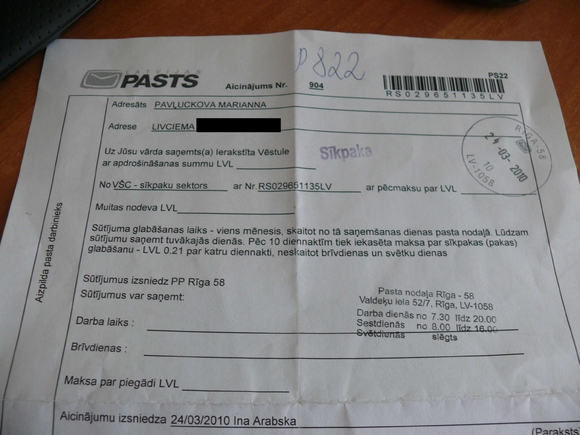 P822
LATVIJAS
PASTS
Aicinājums Nr. 904
PS22
RS029651135LV
Adresāts PAVLUCKOVA MARIANNA
Adrese LIVCIEMA
Uz Jūsu vārda saņemts(a) Ierakstīta Vēstule
ar apdrošināšanas summu LVL
Sīkpaka
RĪGA-58
24-03-2010
10
LV-1058
No VŠC - sīkpaku sektors ar Nr.RS029651135LV ar pēcmaksu par LVL
Muitas nodeva LVL
Sūtījuma glabāšanas laiks - viens mēnesis, skaitot no tā saņemšanas dienas pasta nodaļā. Lūdzam
sūtījumu saņemt tuvākajās dienās. Pēc 10 diennaktīm tiek iekasēta maksa par sīkpakas (pakas)
glabāšanu - LVL 0.21 par katru diennakti, neskaitot brīvdienas un svētku dienas
Aizpilda pasta darbinieks
Sūtījumus izsniedz PP Rīga 58
Sūtījumus var saņemt:
Pasta nodaļa Rīga - 58
Valdeķu iela 52/7, Rīga, LV-1058
Darba dienās no 7.30 līdz 20.00
Sestdienās no 8.00 līdz 16.00
Svētdienās slēgts
Darba laiks :
Brīvdienas :
Maksa par piegādi LVL
Aicinājumu izsniedza 24/03/2010 Ina Arabska
(Paraksts)